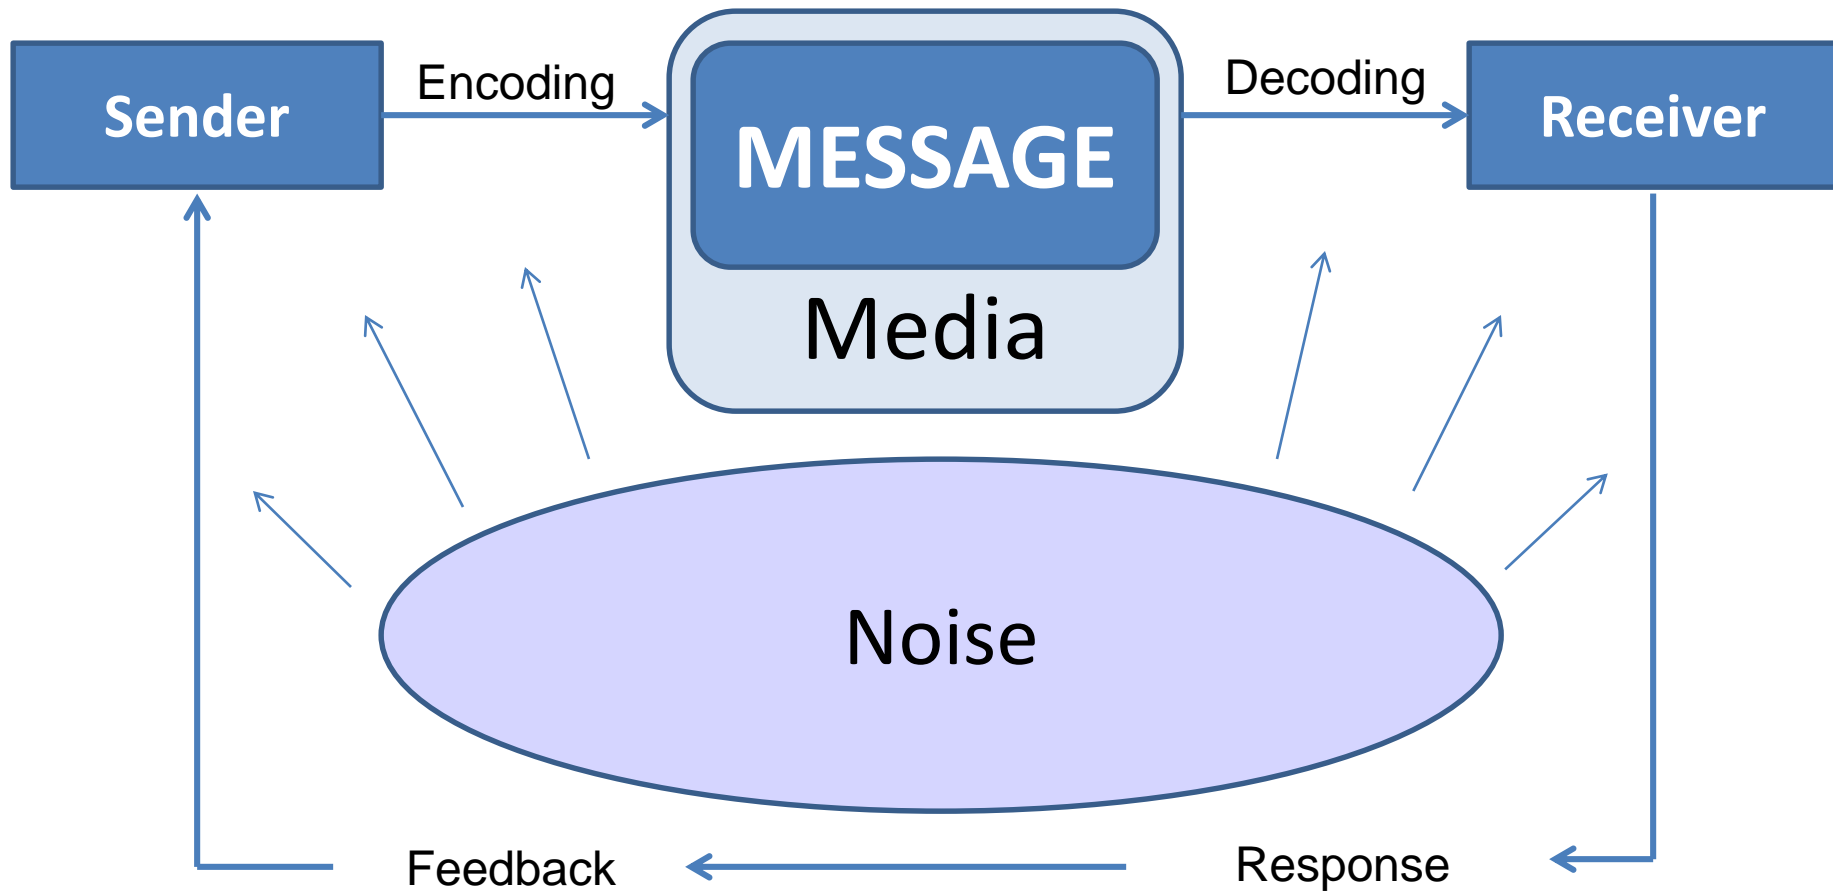 Sender
Encoding
MESSAGE
Media
Decoding
Receiver
Noise
Feedback
Response